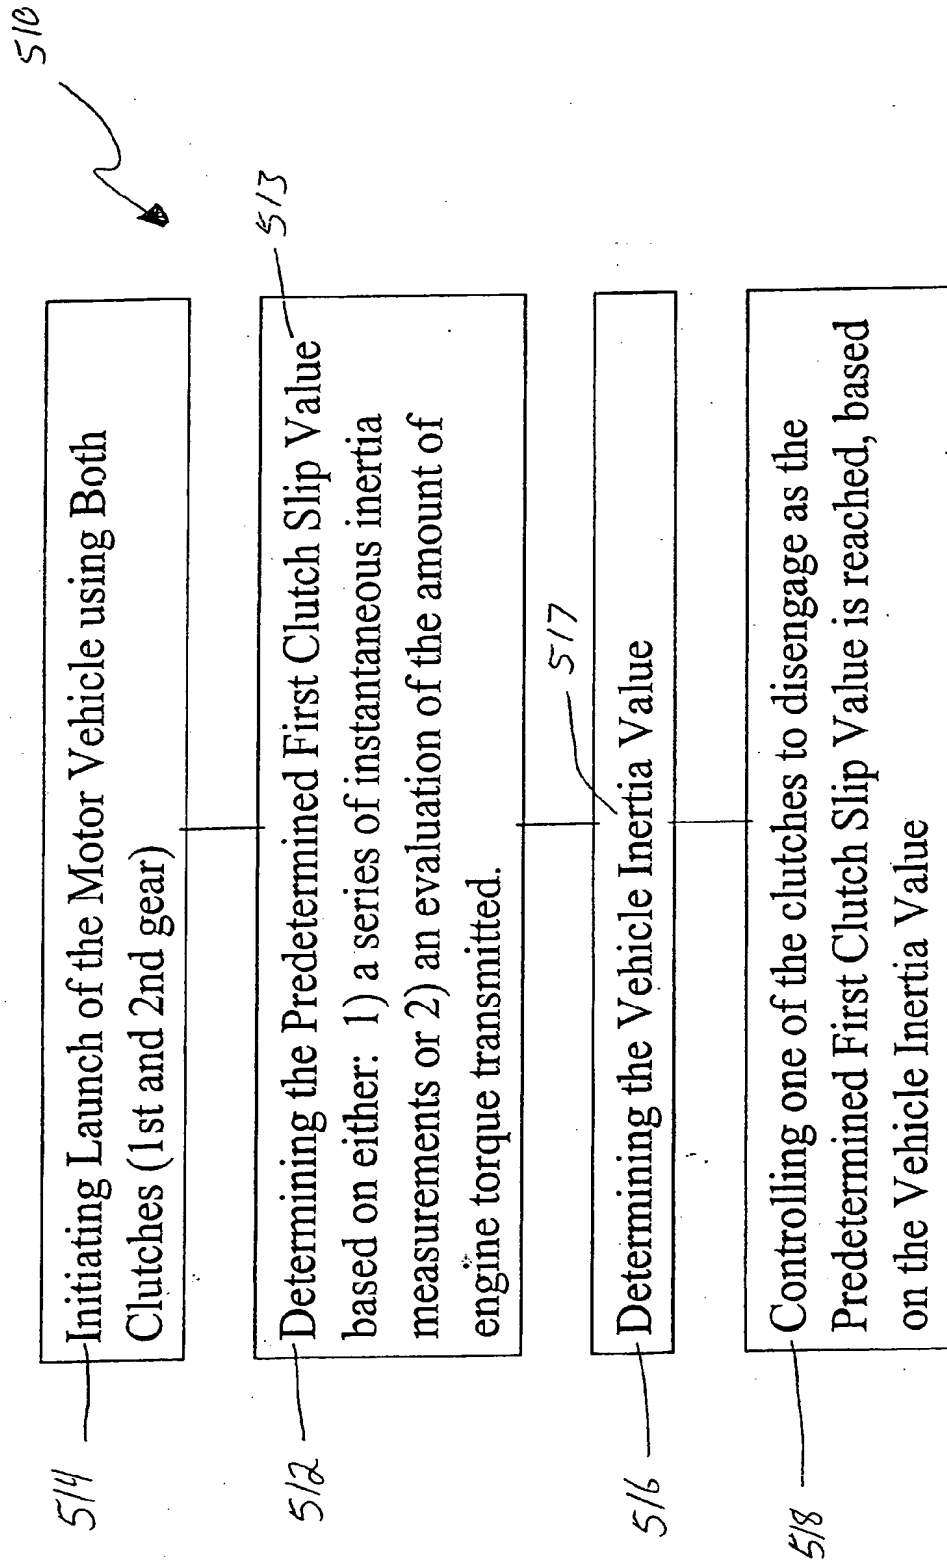 510
514
Initiating Launch of the Motor Vehicle using Both
Clutches (1st and 2nd gear)
512
Determining the Predetermined First Clutch Slip Value
513
based on either: 1) a series of instantaneous inertia
measurements or 2) an evaluation of the amount of
engine torque transmitted.
516
517
Determining the Vehicle Inertia Value
518
Controlling one of the clutches to disengage as the
Predetermined First Clutch Slip Value is reached, based
on the Vehicle Inertia Value